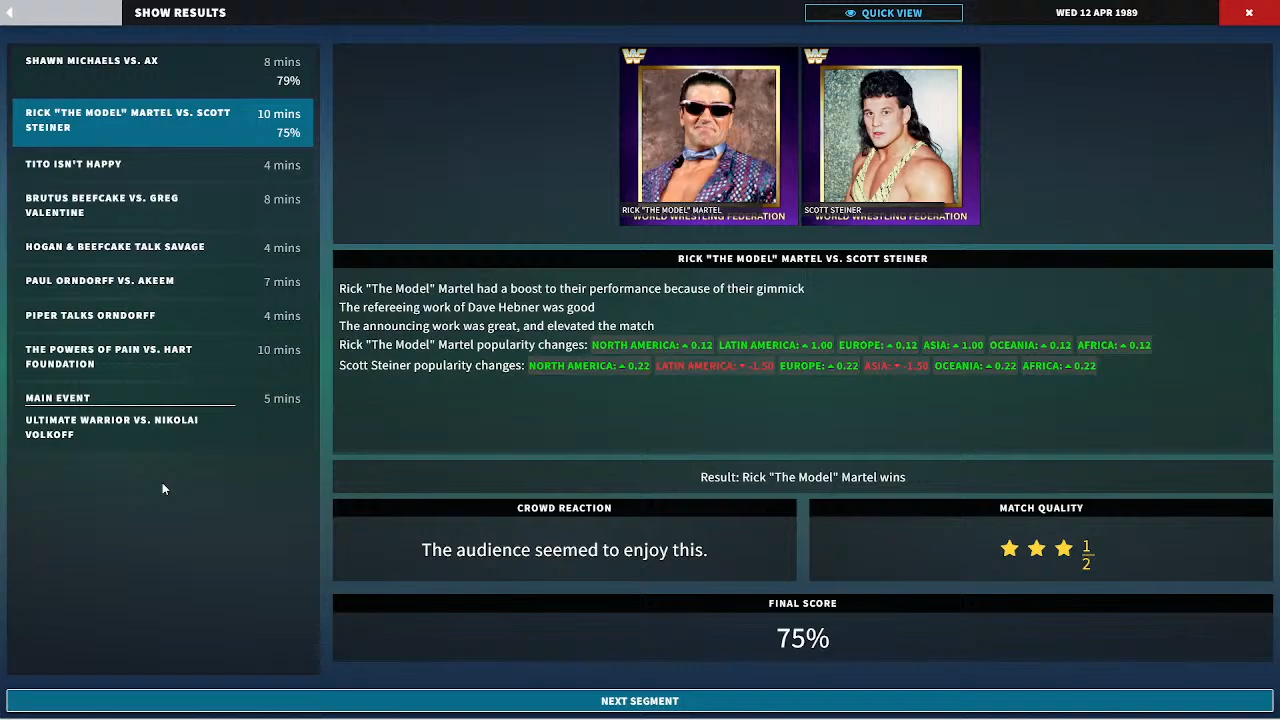 SHOW RESULTS
QUICK VIEW
WED 12 APR 1989
SHAWN MICHAELS VS. AX
8 mins
79%
RICK "THE MODEL" MARTEL VS. SCOTT
STEINER
10 mins
75%
TITO ISN'T HAPPY
4 mins
BRUTUS BEEFCAKE VS. GREG
VALENTINE
8 mins
HOGAN & BEEFCAKE TALK SAVAGE
4 mins
PAUL ORNDORFF VS. AKEEM
7 mins
PIPER TALKS ORNDORFF
4 mins
THE POWERS OF PAIN VS. HART
FOUNDATION
10 mins
MAIN EVENT
5 mins
ULTIMATE WARRIOR VS. NIKOLAI
VOLKOFF
RICK "THE MODEL" MARTEL
WORLD WRESTLING FEDERATION
SCOTT STEINER
WORLD WRESTLING FEDERATION
RICK "THE MODEL" MARTEL VS. SCOTT STEINER
Rick "The Model" Martel had a boost to their performance because of their gimmick
The refereeing work of Dave Hebner was good
The announcing work was great, and elevated the match
Rick "The Model" Martel popularity changes: NORTH AMERICA: 0.12 LATIN AMERICA: 1.00 EUROPE: 0.12 ASIA: 1.00 OCEANIA: 0.12 AFRICA: 0.12
Scott Steiner popularity changes: NORTH AMERICA: 0.22 LATIN AMERICA: -1.50 EUROPE: 0.22 ASIA: -1.50 OCEANIA: 0.22 AFRICA: 0.22
Result: Rick "The Model" Martel wins
CROWD REACTION
The audience seemed to enjoy this.
MATCH QUALITY
1
2
FINAL SCORE
75%
NEXT SEGMENT